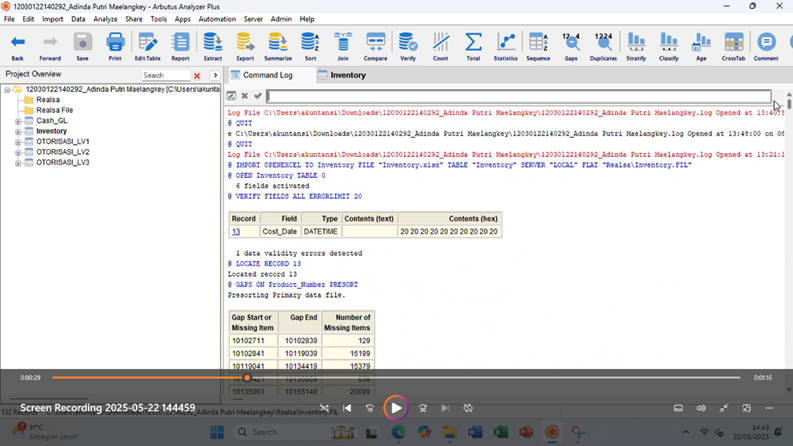 12030122140292_Adinda Putri Maelangkey - Arbutus Analyzer Plus
File Edit Import Data Analyze Share Tools Apps Automation Server Admin Help
Back Forward Save Print Edit Table Report Extract Export Summarize Sort Join Compare Verify Count Total Statistics Sequence Gaps Duplicates Stratify Classify Age CrossTab Comment
Project Overview Search
Command Log Inventory
12030122140292_Adinda Putri Maelangkey [C:\Users\akunta
Realsa
Realsa File
Cash_GL
Inventory
OTORISASI_LV1
OTORISASI_LV2
OTORISASI_LV3
Log File C:\Users\akuntansi\Downloads\12030122140292_Adinda Putri Maelangkey\12030122140292_Adinda Putri Maelangkey.log Opened at 13:40:
@ QUIT
e C:\Users\akuntansi\Downloads\12030122140292_Adinda Putri Maelangkey\12030122140292_Adinda Putri Maelangkey.log Opened at 13:48:00 on 08
@ QUIT
Log File C:\Users\akuntansi\Downloads\12030122140292_Adinda Putri Maelangkey\12030122140292_Adinda Putri Maelangkey.log Opened at 13:21:1
@ IMPORT OPENEXCEL TO Inventory FILE "Inventory.xlsx" TABLE "Inventory" SERVER "LOCAL" FLAT "Realsa\Inventory.FIL"
@ OPEN Inventory TABLE 0
6 fields activated
@ VERIFY FIELDS ALL ERRORLIMIT 20
Record Field Type Contents (text) Contents (hex)
13 Cost_Date DATETIME 20 20 20 20 20 20 20 20 20 20
1 data validity errors detected
@ LOCATE RECORD 13
Located record 13
@ GAPS ON Product_Number PRESORT
Presorting Primary data file.
Gap Start or Missing Item Gap End Number of Missing Items
10102711 10102839 129
10102841 10119039 16199
10119041 10134419 15379
10135061 10155149 20089
0:00:29 0:01:16
Screen Recording 2025-05-22 144459
152 Records
31°C
Sebagian cerah
Search
14.43
22/05/2025